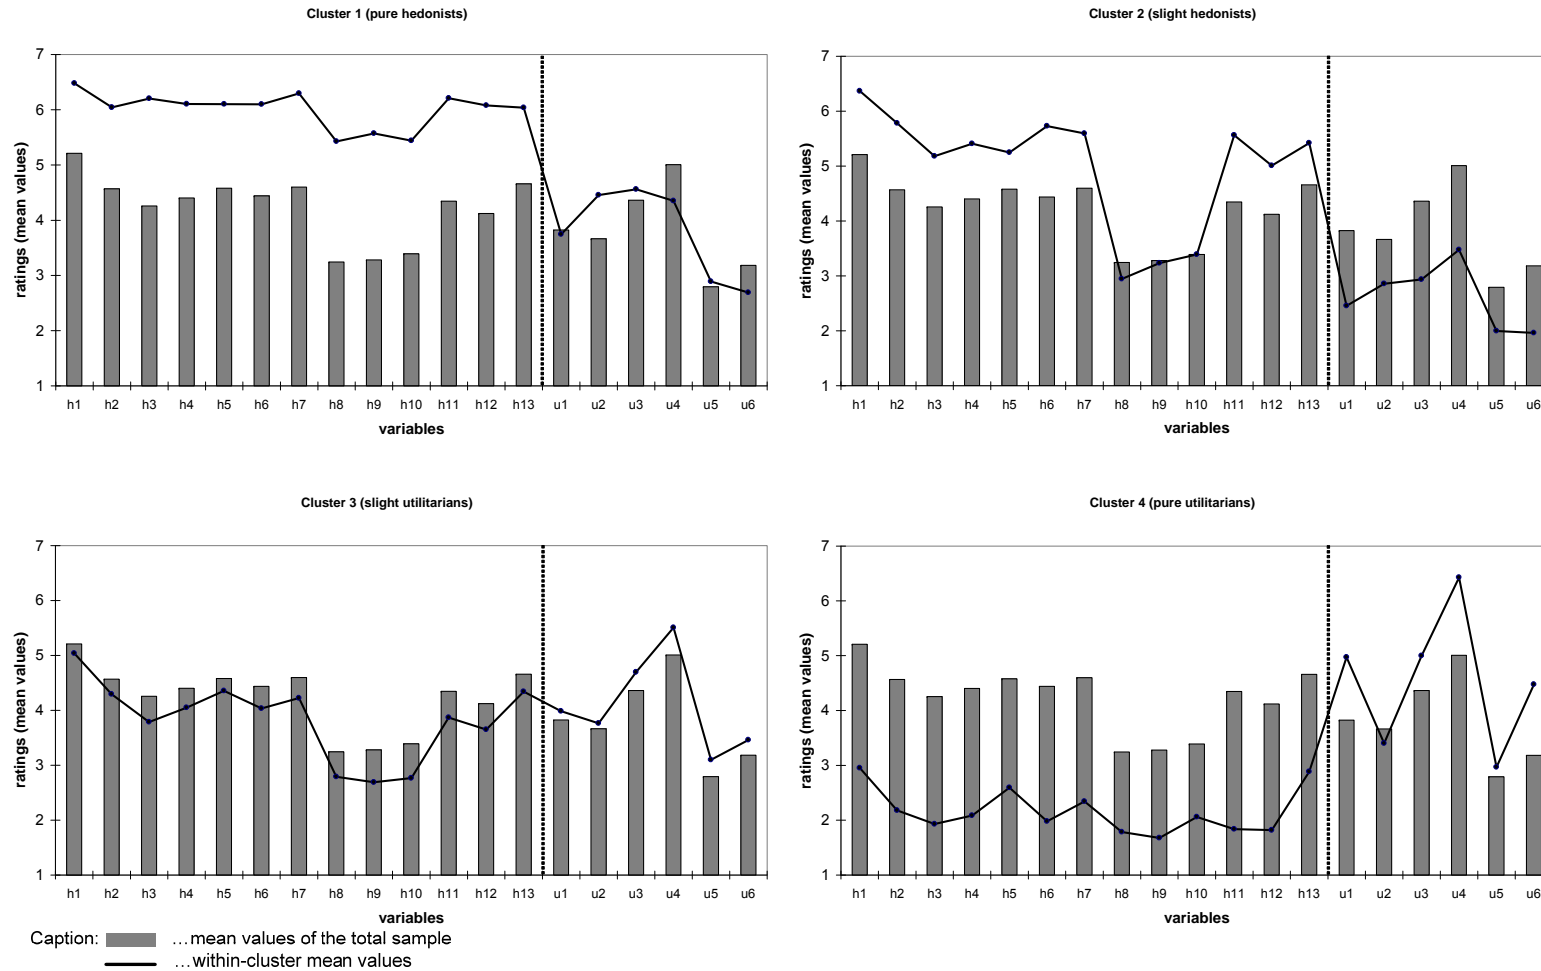 Cluster 1 (pure hedonists)
ratings (mean values)
7
6
5
4
3
2
1
h1 h2 h3 h4 h5 h6 h7 h8 h9 h10 h11 h12 h13 u1 u2 u3 u4 u5 u6
variables
Cluster 2 (slight hedonists)
ratings (mean values)
7
6
5
4
3
2
1
h1 h2 h3 h4 h5 h6 h7 h8 h9 h10 h11 h12 h13 u1 u2 u3 u4 u5 u6
variables
Cluster 3 (slight utilitarians)
ratings (mean values)
7
6
5
4
3
2
1
h1 h2 h3 h4 h5 h6 h7 h8 h9 h10 h11 h12 h13 u1 u2 u3 u4 u5 u6
variables
Cluster 4 (pure utilitarians)
ratings (mean values)
7
6
5
4
3
2
1
h1 h2 h3 h4 h5 h6 h7 h8 h9 h10 h11 h12 h13 u1 u2 u3 u4 u5 u6
variables
Caption: ...mean values of the total sample
...within-cluster mean values